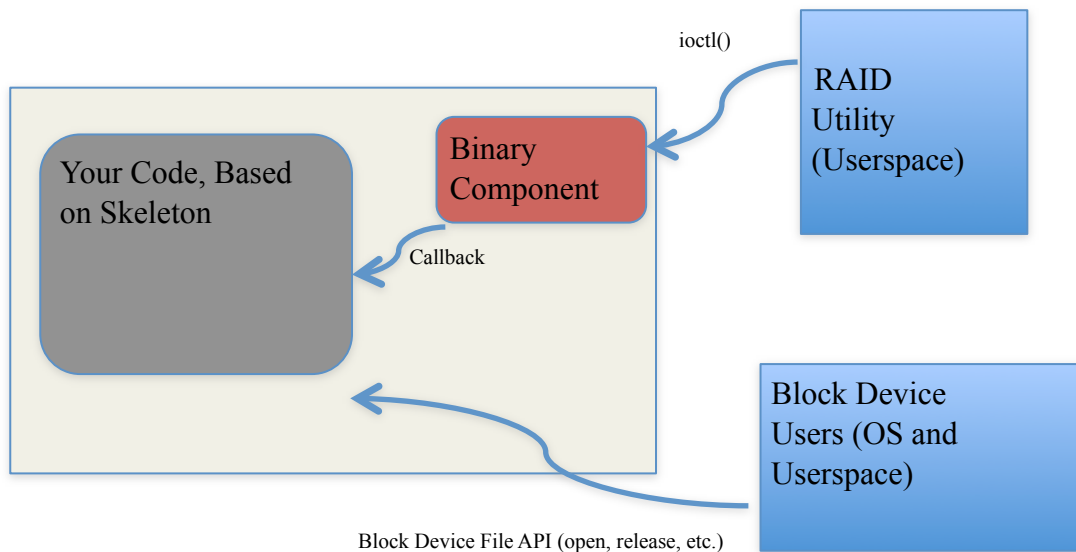 ioctl()
RAID
Utility
(Userspace)
Binary
Component
Your Code, Based
on Skeleton
Callback
Block Device
Users (OS and
Userspace)
Block Device File API (open, release, etc.)